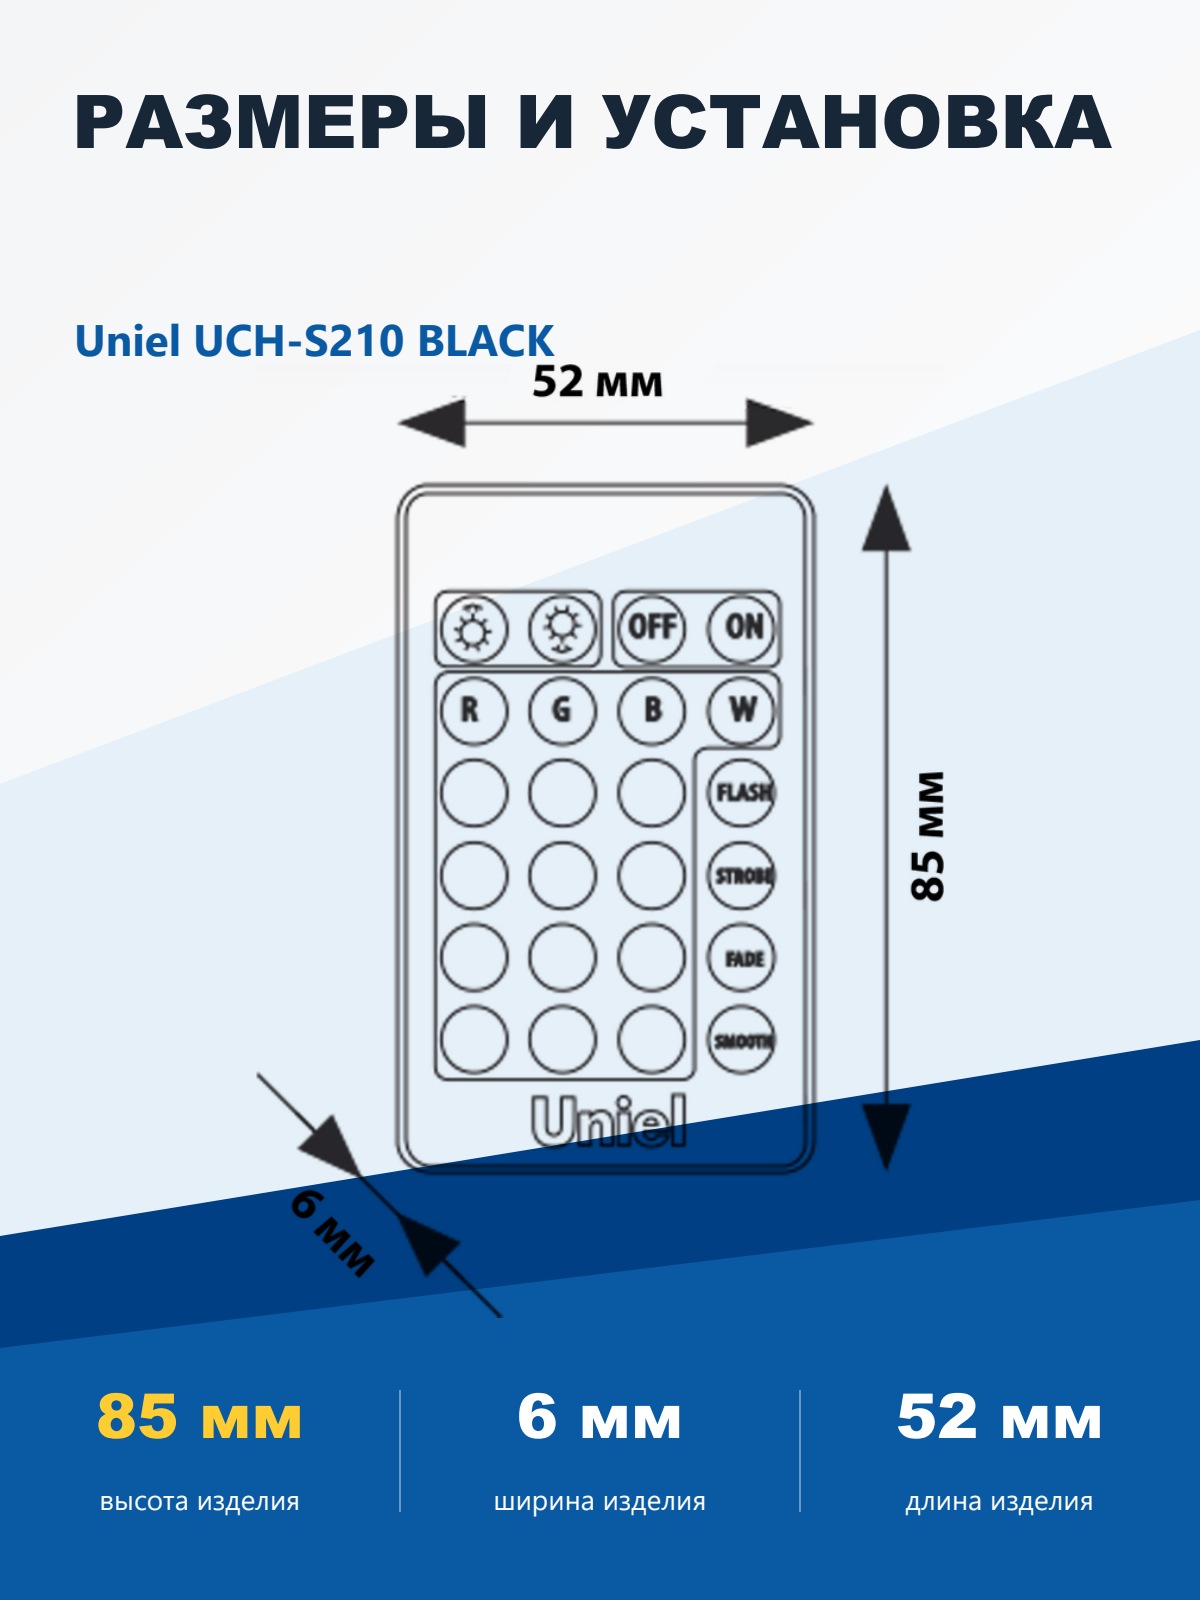 РАЗМЕРЫ И УСТАНОВКА
Uniel UCH-S210 BLACK
52 мм
OFF ON
R G B W
FLASH
STROBE
FADE
SMOOTH
85 мм
Uniel
6 мм
85 мм 6 мм 52 мм
высота изделия ширина изделия длина изделия